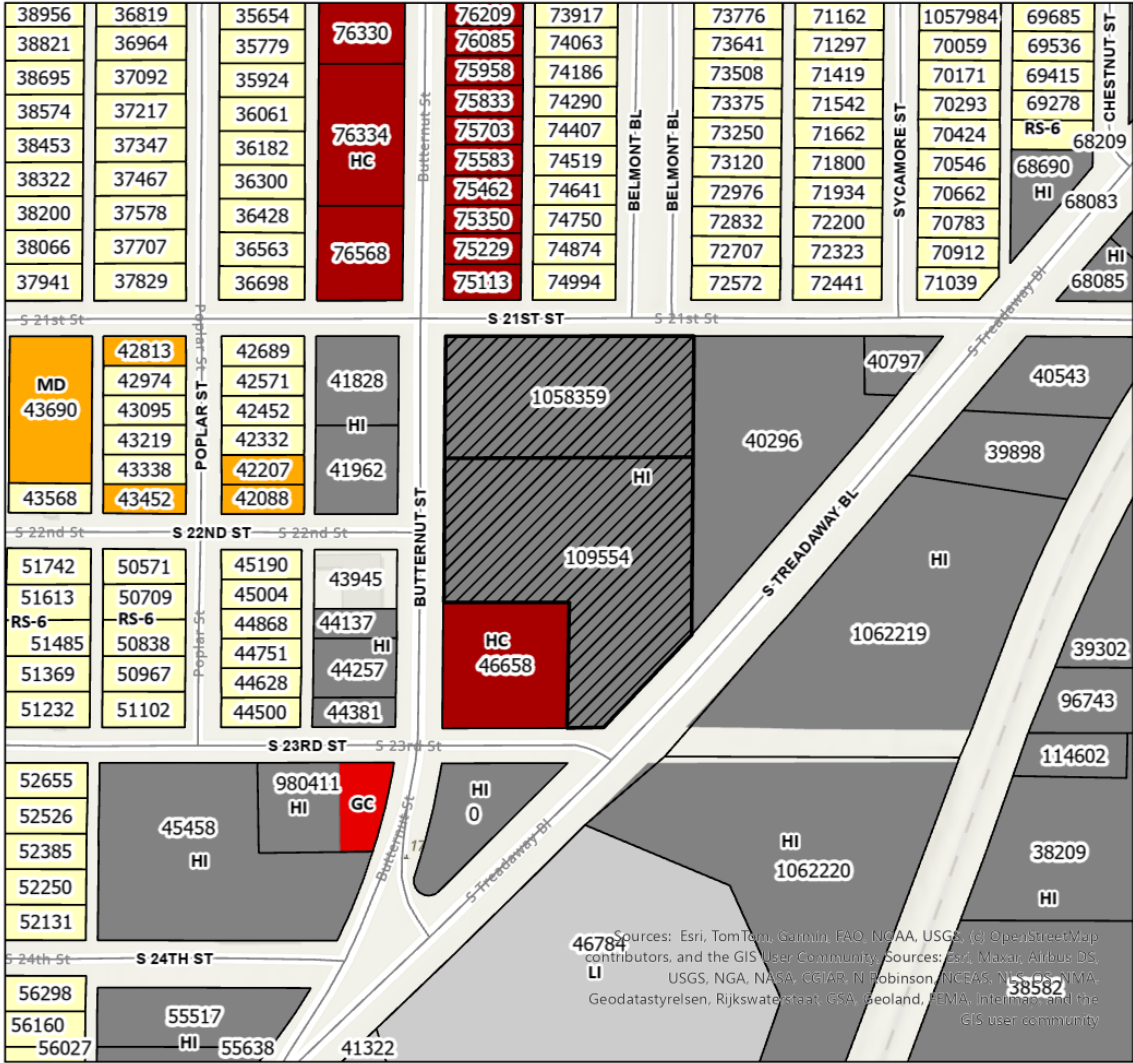 38956 36819 35654 76330 76209 73917 73776 71162 1057984 69685
38821 36964 35779 76085 74063 73641 71297 70059 69536
38695 37092 35924 75958 74186 73508 71419 70171 69415
38574 37217 36061 76334 75833 74290 73375 71542 70293 69278
38453 37347 36182 HC 75703 74407 73250 71662 70424 RS-6
38322 37467 36300 75583 74519 73120 71800 70546 68690 68209
38200 37578 36428 75462 74641 72976 71934 70662 HI 68083
38066 37707 36563 76568 75350 74750 72832 72200 70783
37941 37829 36698 75229 74874 72707 72323 70912 HI
75113 74994 72572 72441 71039 68085
Butternut St
BELMONT BL
BELMONT BL
SYCAMORE ST
CHESTNUT ST
S 21st St S 21ST ST S 21st St
S Treadaway Bl
Poplar St
POPLAR ST
MD
43690
43568
42813
42974
43095
43219
43338
43452
42689
42571
42452
42332
42207
42088
41828
HI
41962
1058359
HI
109554
HC
46658
40296
40797
40543
39898
HI
1062219
39302
96743
114602
S TREADAWAY BL
BUTTERNUT ST
S 22nd St S 22ND ST S 22nd St
51742 50571 45190 43945
51613 50709 45004
RS-6 RS-6 44868 44137
51485 50838 44751 HI
51369 50967 44628 44257
51232 51102 44500 44381
Poplar St
S 23RD ST S 23rd St
52655
52526
52385
52250
52131
45458
HI
980411
HI
GC
HI
0
Butternut St
17
S Treadaway Bl
HI
1062220
38209
HI
46784
LI
38582
S 24th St S 24TH ST
56298
56160
56027
55517
HI
55638
41322
Sources: Esri, TomTom, Garmin, FAO, NOAA, USGS, (c) OpenStreetMap
contributors, and the GIS User Community, Sources: Esri, Maxar, Airbus DS,
USGS, NGA, NASA, CGIAR, N Robinson, NCEAS, NLS, OS, NMA,
Geodatastyrelsen, Rijkswaterstaat, GSA, Geoland, FEMA, Intermap, and the
GIS user community